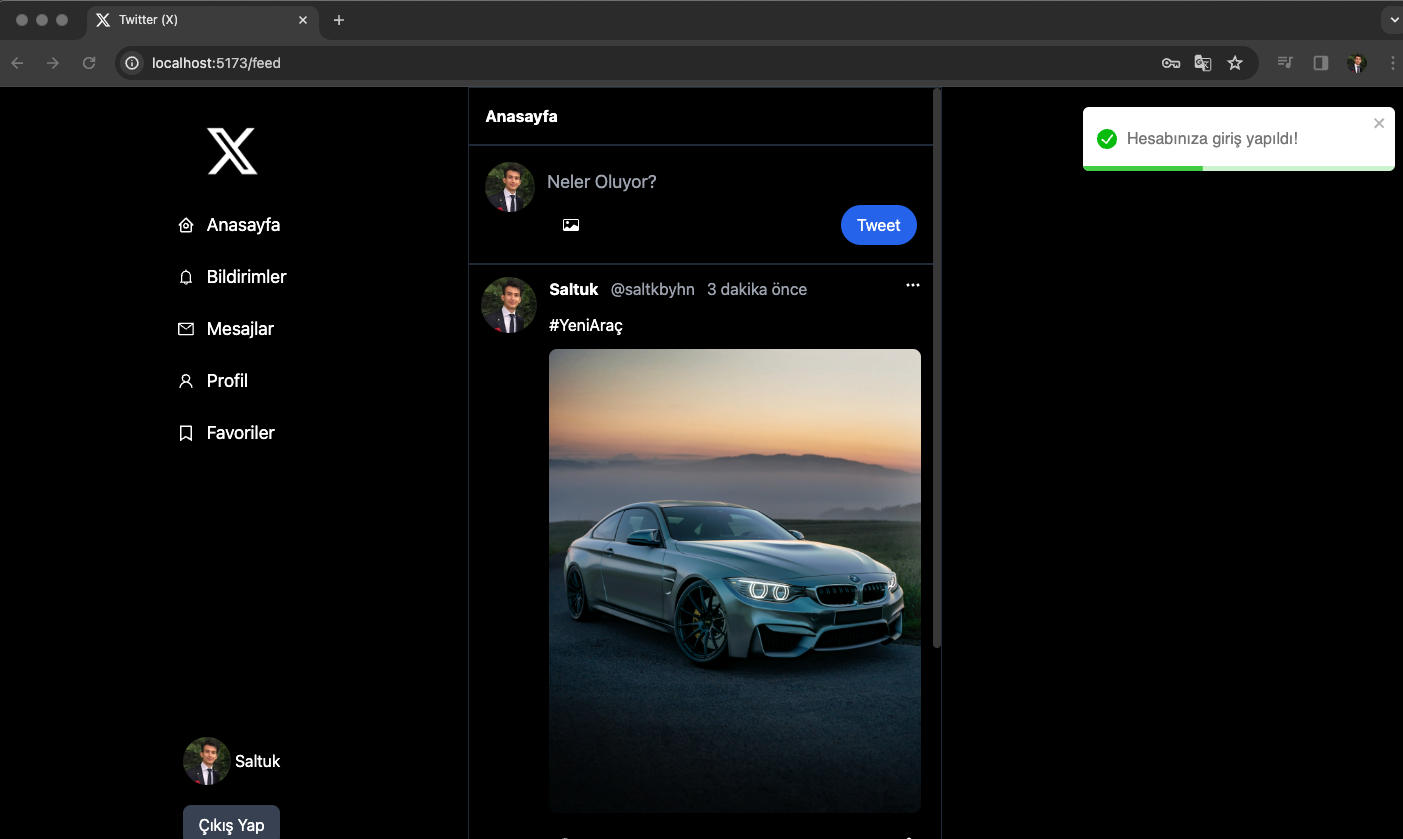 Twitter (X)
localhost:5173/feed
Anasayfa
Bildirimler
Mesajlar
Profil
Favoriler
Saltuk
Çıkış Yap
Anasayfa
Neler Oluyor?
Tweet
Saltuk @saltkbyhn 3 dakika önce
#YeniAraç
Hesabınıza giriş yapıldı!